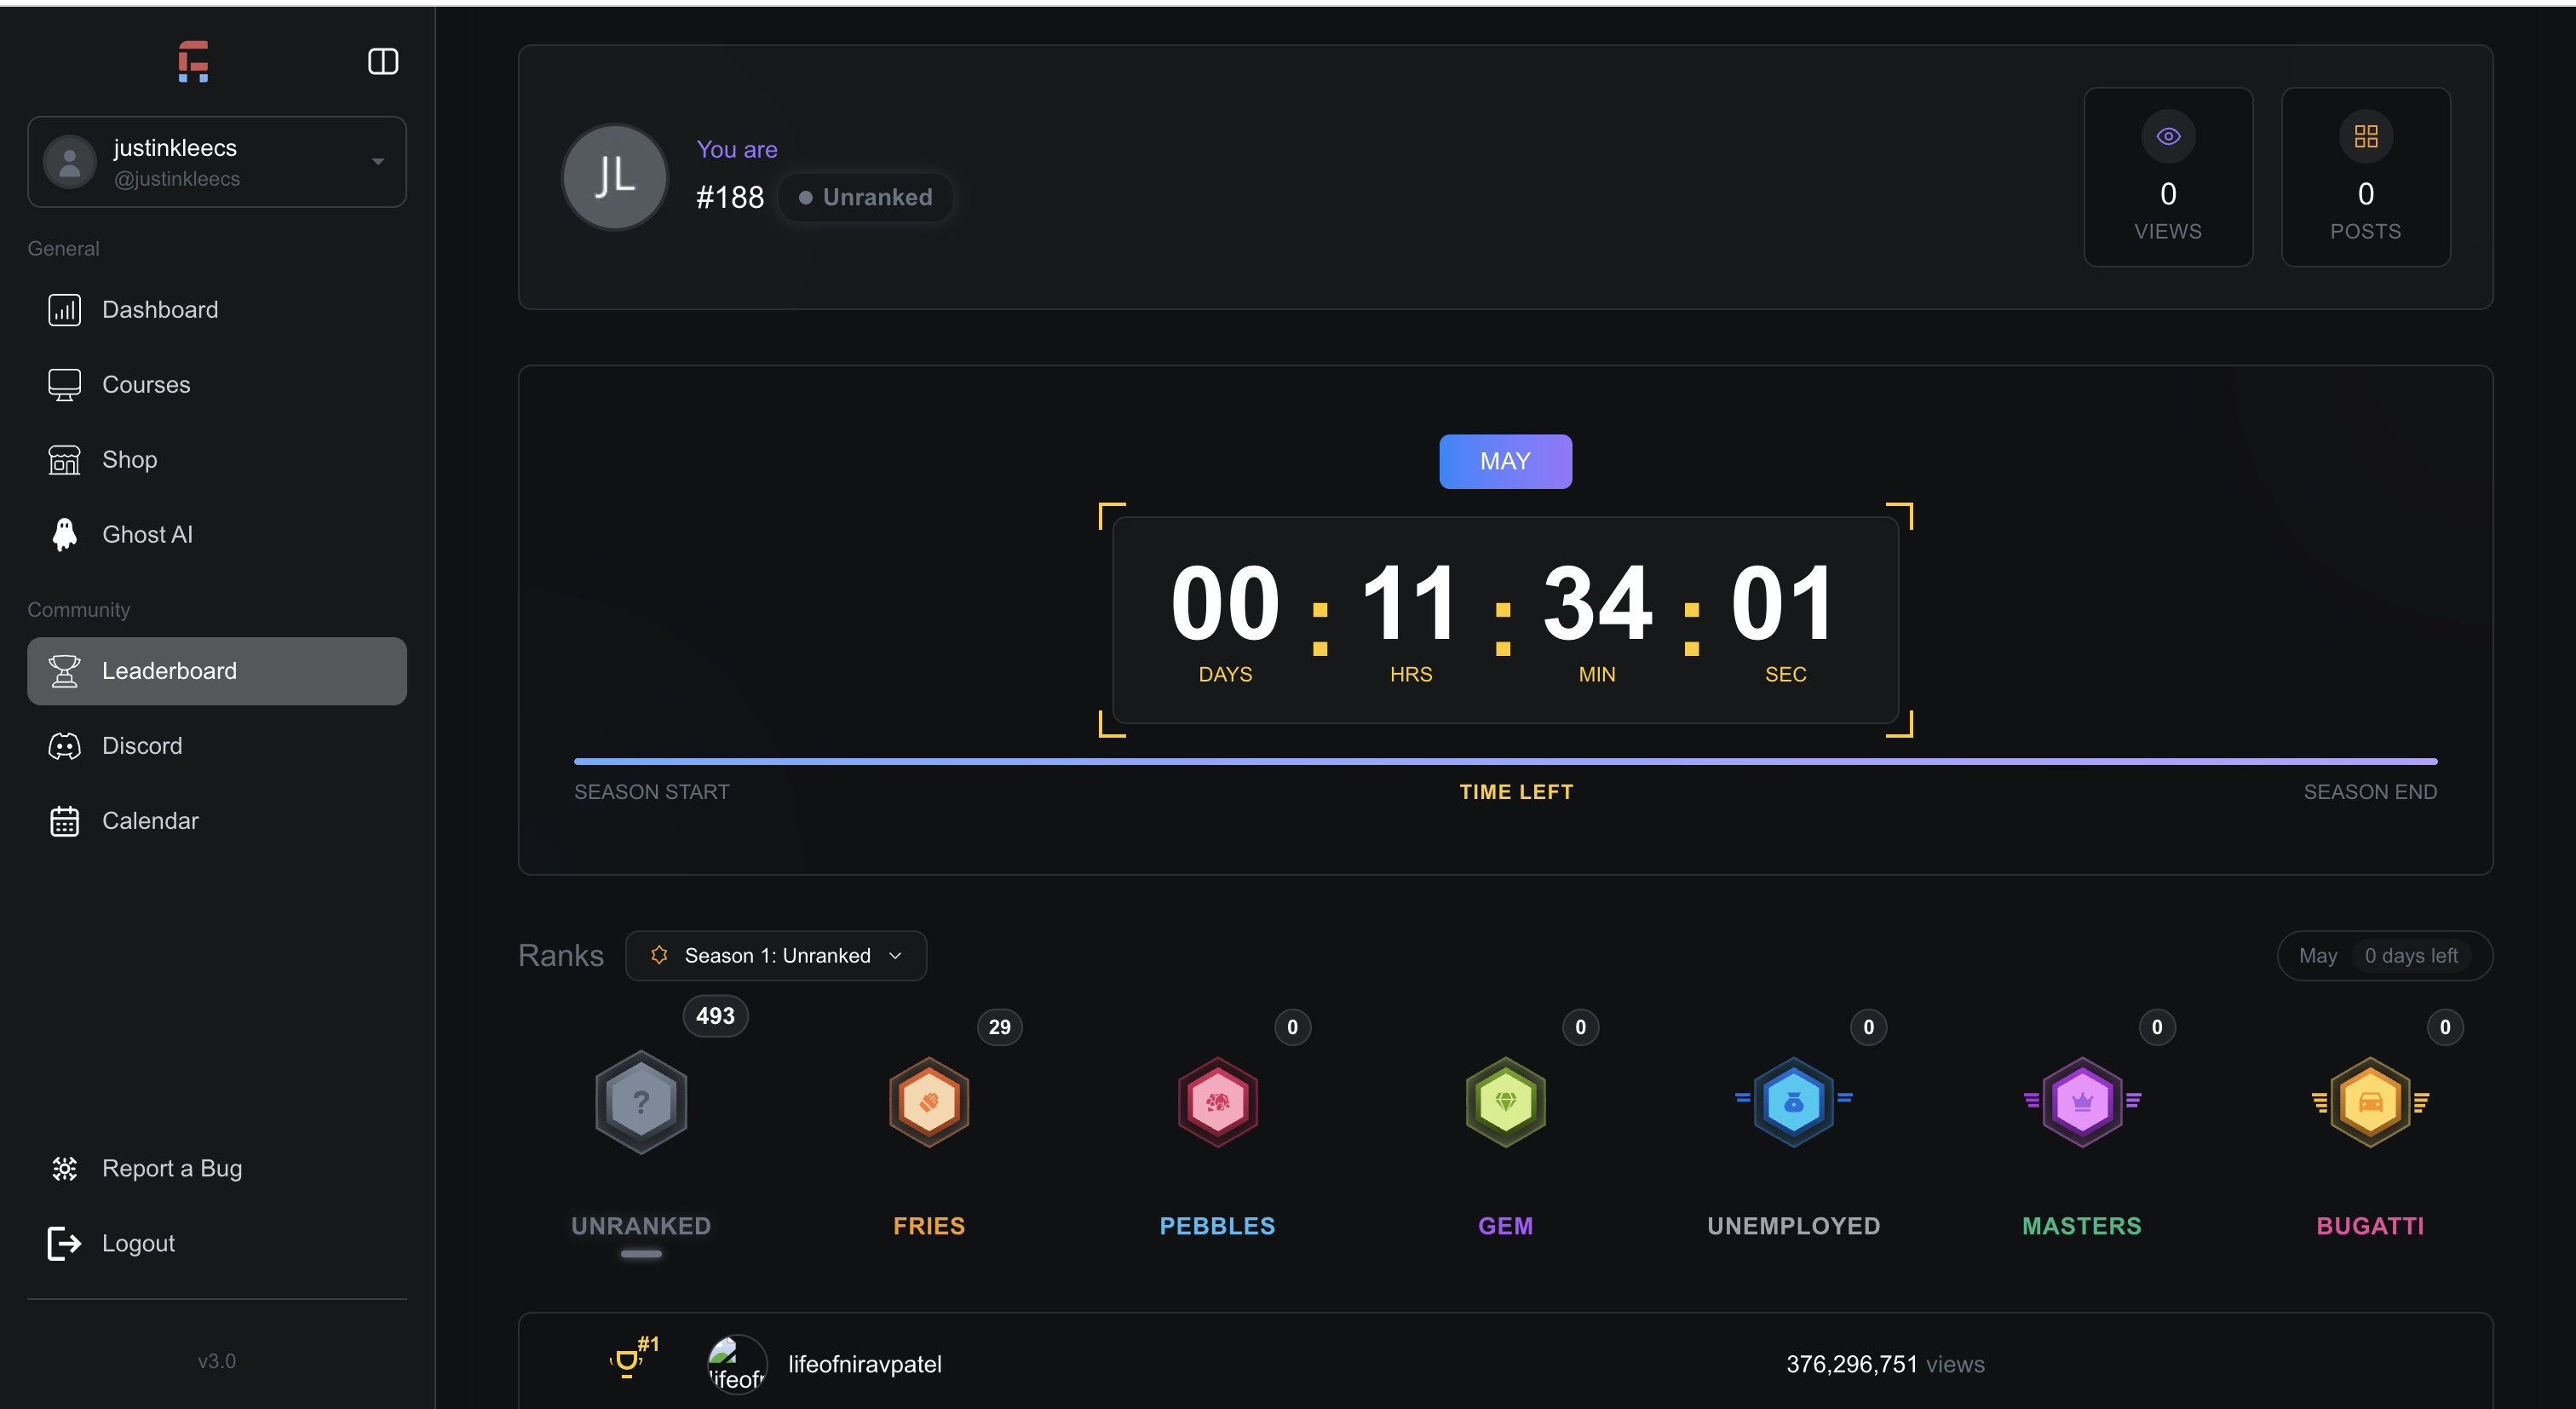 justinkleecs
@justinkleecs
General
Dashboard
Courses
Shop
Ghost AI
Community
Leaderboard
Discord
Calendar
Report a Bug
Logout
v3.0
JL
You are
#188 Unranked
0
VIEWS
0
POSTS
MAY
00 : 11 : 34 : 01
DAYS HRS MIN SEC
SEASON START TIME LEFT SEASON END
Ranks Season 1: Unranked May 0 days left
493 29 0 0 0 0 0
?
UNRANKED FRIES PEBBLES GEM UNEMPLOYED MASTERS BUGATTI
#1 lifeofniravpatel 376,296,751 views
lifeofr